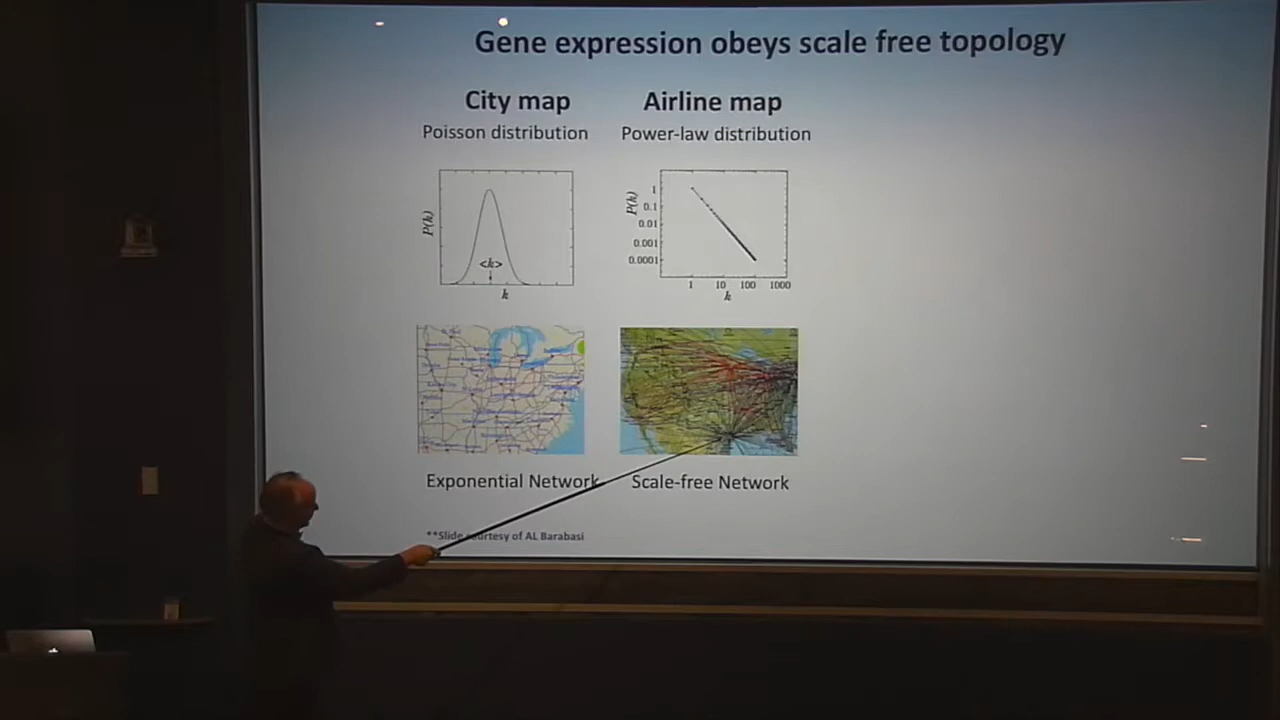 Gene expression obeys scale free topology
City map
Airline map
Poisson distribution
Power-law distribution
P(k)
<k>
k
P(k)
1
0.1
0.01
0.001
0.0001
1 10 100 1000
k
Exponential Network
Scale-free Network
**Slide courtesy of AL Barabasi